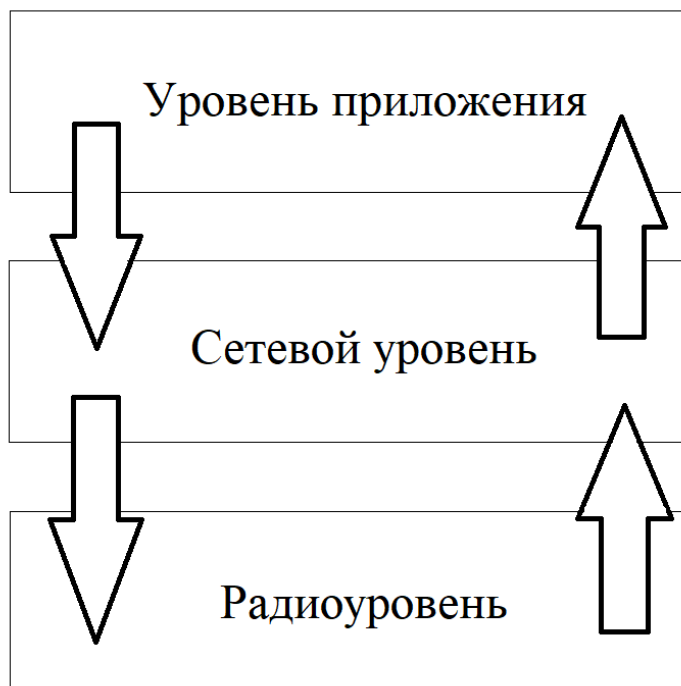 Уровень приложения
Сетевой уровень
Радиоуровень